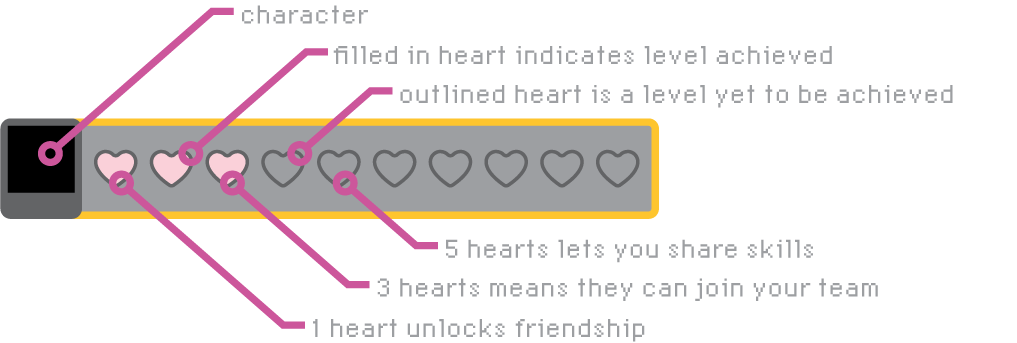 character
filled in heart indicates level achieved
outlined heart is a level yet to be achieved
5 hearts lets you share skills
3 hearts means they can join your team
1 heart unlocks friendship